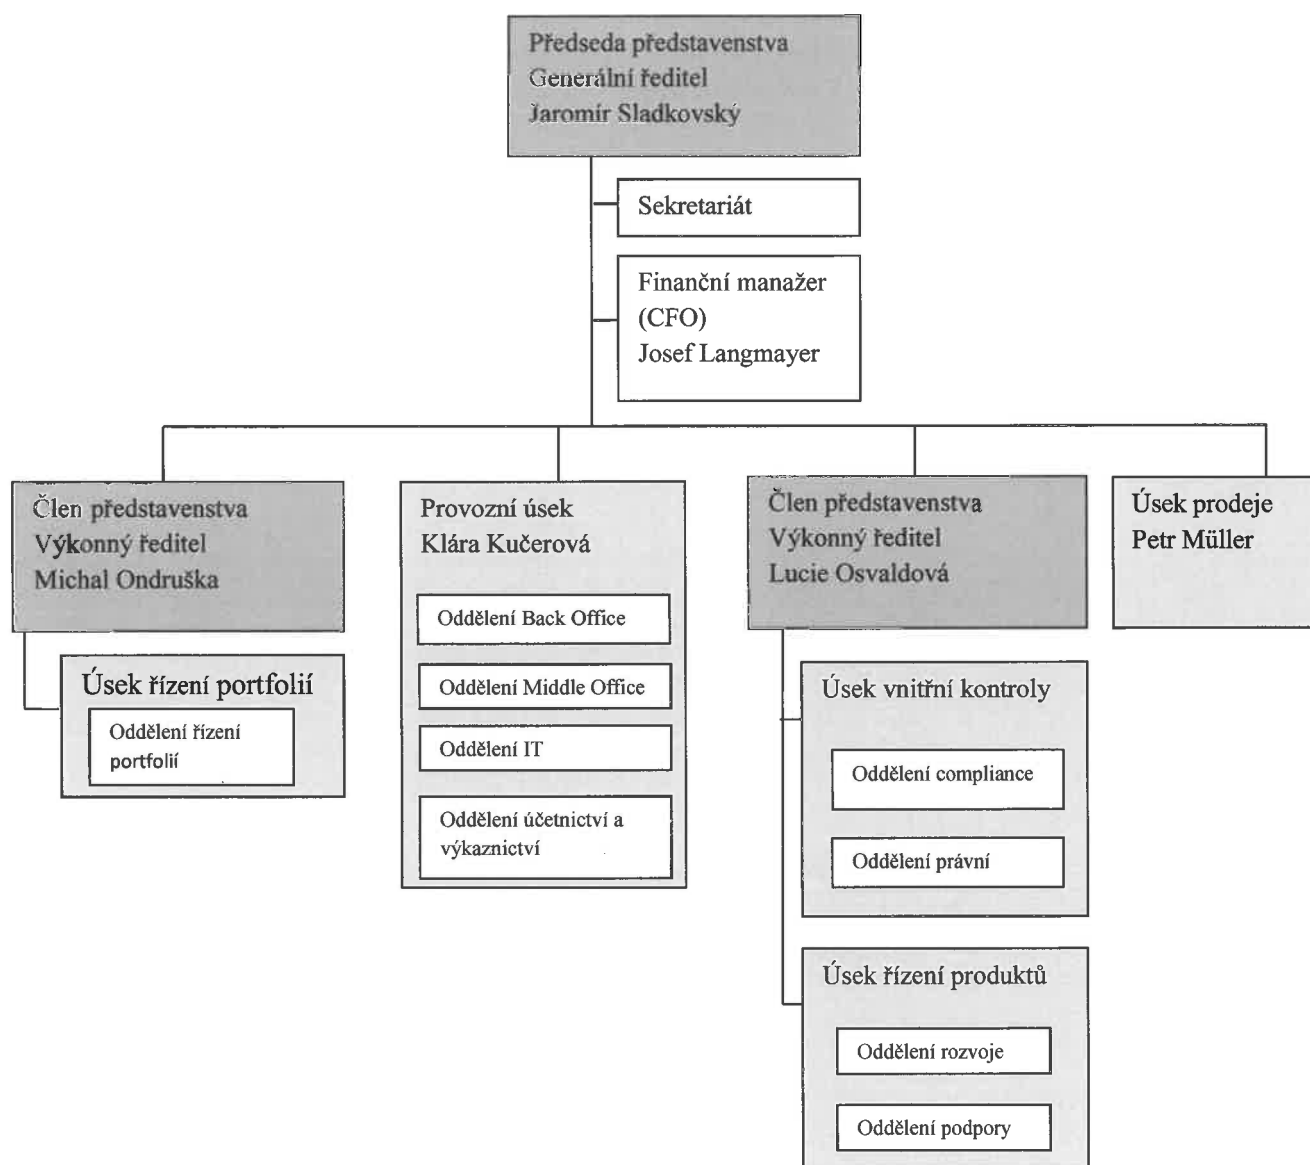 Předseda představenstva
Generální ředitel
Jaromír Sladkovský
Sekretariát
Finanční manažer
(CFO)
Josef Langmayer
Člen představenstva
Výkonný ředitel
Michal Ondruška
Úsek řízení portfolií
Oddělení řízení
portfolií
Provozní úsek
Klára Kučerová
Oddělení Back Office
Oddělení Middle Office
Oddělení IT
Oddělení účetnictví a
výkaznictví
Člen představenstva
Výkonný ředitel
Lucie Osvaldová
Úsek vnitřní kontroly
Oddělení compliance
Oddělení právní
Úsek řízení produktů
Oddělení rozvoje
Oddělení podpory
Úsek prodeje
Petr Müller